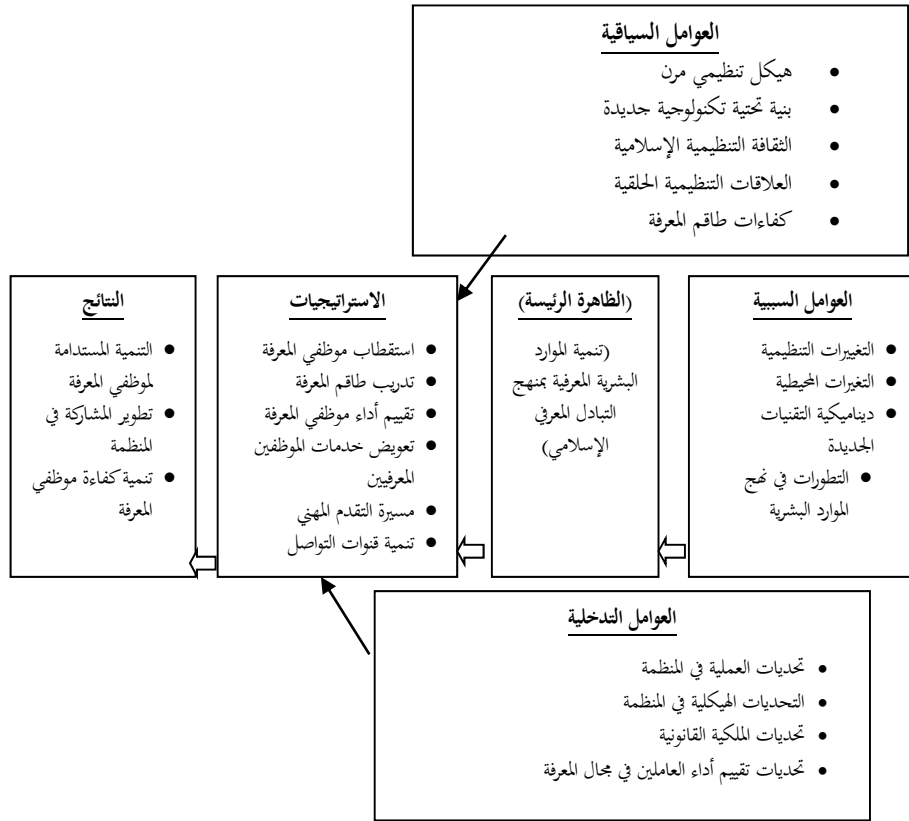 العوامل السياقية
• هيكل تنظيمي مرن
• بنية تحتية تكنولوجية جديدة
• الثقافة التنظيمية الإسلامية
• العلاقات التنظيمية الحلقية
• كفاءات طاقم المعرفة
العوامل السببية
• التغييرات التنظيمية
• التغيرات المحيطية
• ديناميكية التقنيات
الجديدة
• التطورات في نهج
الموارد البشرية
(الظاهرة الرئيسة)
(تنمية الموارد
البشرية المعرفية بمنهج
التبادل المعرفي
الإسلامي)
الاستراتيجيات
• استقطاب موظفي المعرفة
• تدريب طاقم المعرفة
• تقييم أداء موظفي المعرفة
• تعويض خدمات الموظفين
المعرفيين
• مسيرة التقدم المهني
• تنمية قنوات التواصل
النتائج
• التنمية المستدامة
لموظفي المعرفة
• تطوير المشاركة في
المنظمة
• تنمية كفاءة موظفي
المعرفة
العوامل التدخلية
• تحديات العملية في المنظمة
• التحديات الهيكلية في المنظمة
• تحديات الملكية القانونية
• تحديات تقييم أداء العاملين في مجال المعرفة